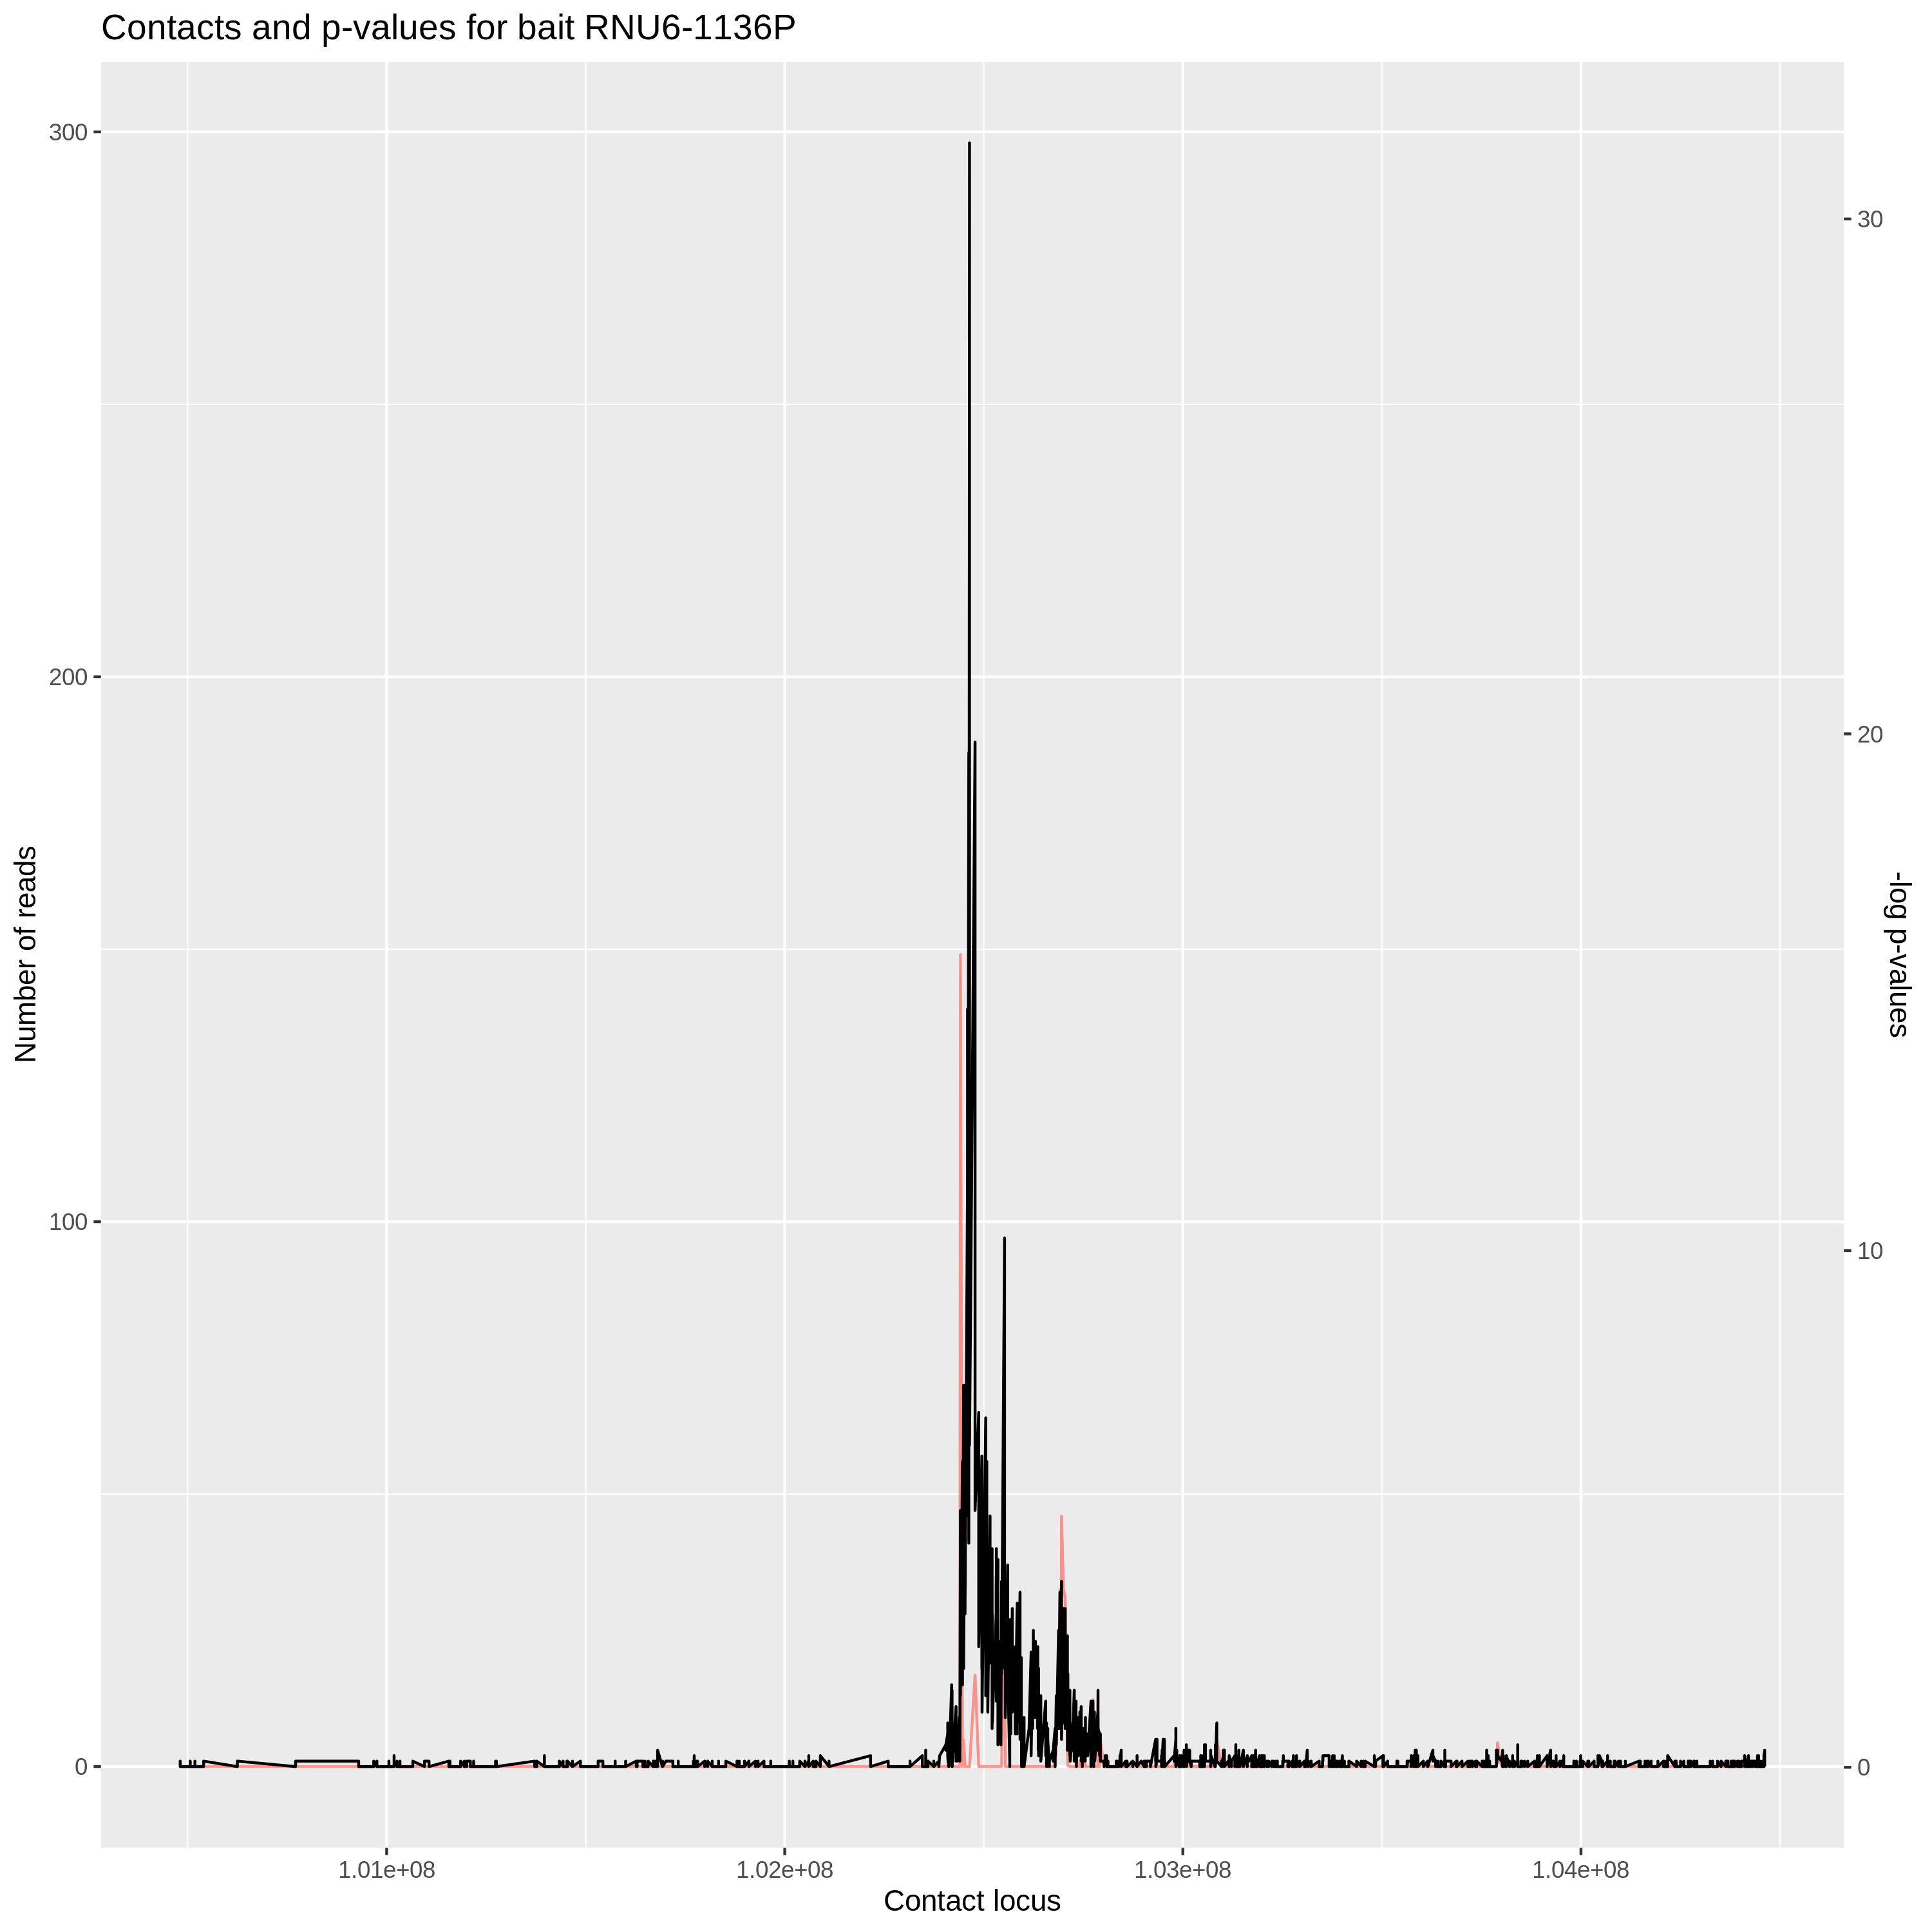 Contacts and p-values for bait RNU6-1136P
300
200
100
0
Number of reads
30
20
10
0
-log p-values
1.01e+08
1.02e+08
1.03e+08
1.04e+08
Contact locus